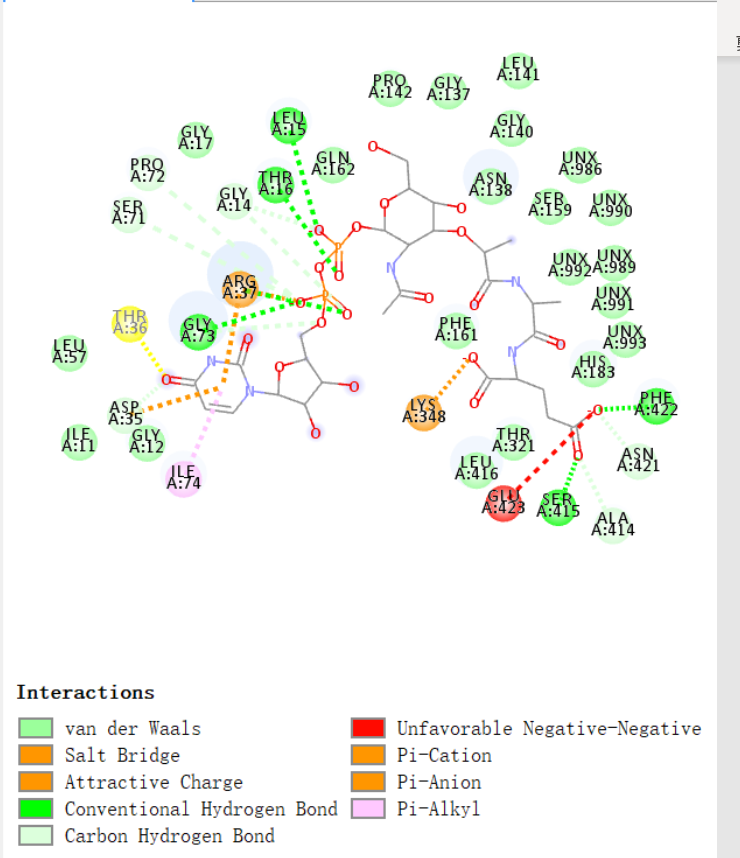 LEU
A:141
PRO
A:142
GLY
A:137
LEU
A:15
GLY
A:140
GLY
A:17
GLN
A:162
UNX
A:986
PRO
A:72
THR
A:16
ASN
A:138
GLY
A:14
SER
A:159
UNX
A:990
SER
A:71
O
O
O
O
O
O
P
O
N
O
O
N
O
UNX
A:992
UNX
A:989
ARG
A:37
P
O
O
O
UNX
A:991
THR
A:36
GLY
A:73
PHE
A:161
UNX
A:993
LEU
A:57
O
N
O
N
O
N
O
O
O
O
O
O
HIS
A:183
ASP
A:35
LYS
A:348
PHE
A:422
O
O
ILE
A:11
GLY
A:12
THR
A:321
ASN
A:421
ILE
A:74
LEU
A:416
GLU
A:423
SER
A:415
ALA
A:414
Interactions
van der Waals
Salt Bridge
Attractive Charge
Conventional Hydrogen Bond
Carbon Hydrogen Bond
Unfavorable Negative-Negative
Pi-Cation
Pi-Anion
Pi-Alkyl